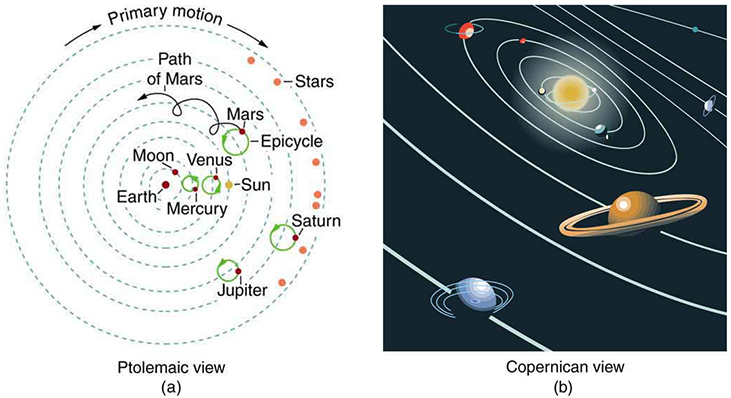 Primary motion
Path
of Mars
Stars
Mars
Epicycle
Moon
Venus
Sun
Earth
Mercury
Saturn
Jupiter
Ptolemaic view
(a)
Copernican view
(b)